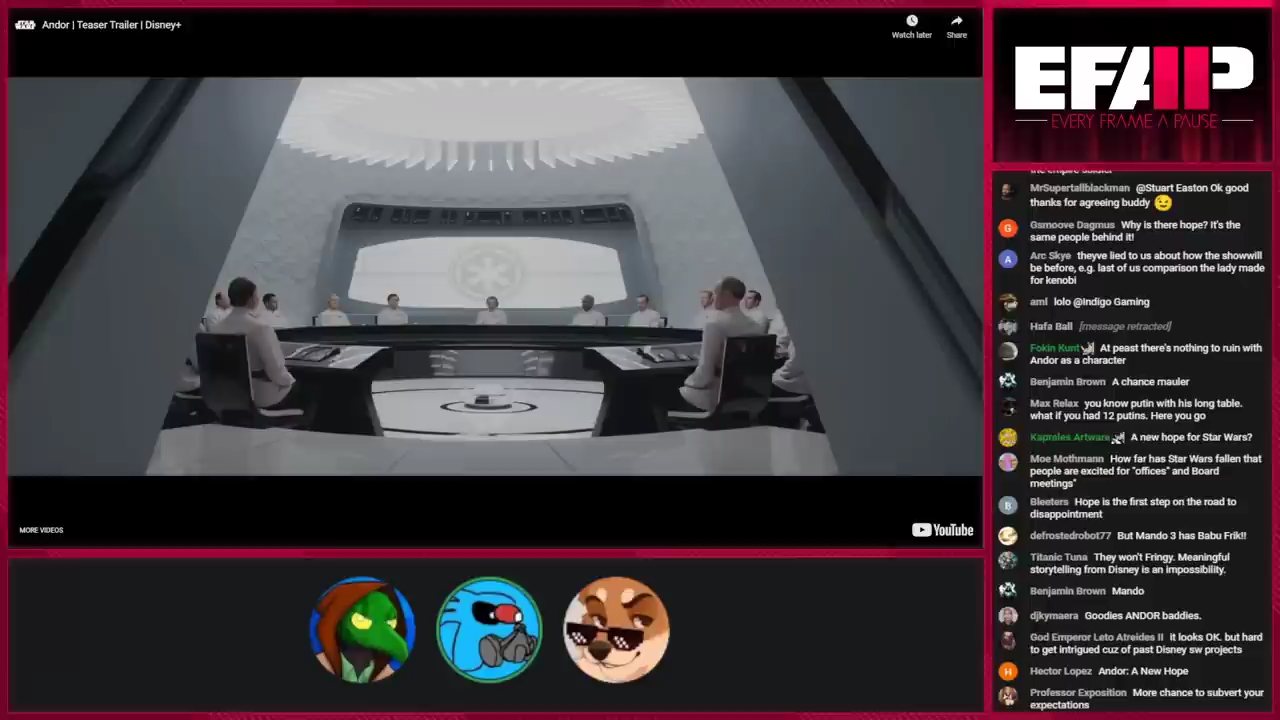 Andor | Teaser Trailer | Disney+
Watch later
Share
MORE VIDEOS
YouTube
EFAP
EVERY FRAME A PAUSE
the empire soldier
MrSupertallblackman @Stuart Easton Ok good
thanks for agreeing buddy 😉
G
Gsmoove Dagmus Why is there hope? It's the
same people behind it!
A
Arc Skye theyve lied to us about how the showwill
be before, e.g. last of us comparison the lady made
for kenobi
aml lolo @Indigo Gaming
Hafa Ball [message retracted]
Fokin Kunt At peast there's nothing to ruin with
Andor as a character
Benjamin Brown A chance mauler
Max Relax you know putin with his long table.
what if you had 12 putins. Here you go
Kaprelss Artwani A new hope for Star Wars?
Moe Mothmann How far has Star Wars fallen that
people are excited for "offices" and Board
meetings"
B
Bleeters Hope is the first step on the road to
disappointment
defrostedrobot77 But Mando 3 has Babu Frik!!
Titanic Tuna They won't Fringy. Meaningful
storytelling from Disney is an impossibility.
Benjamin Brown Mando
djkymaera Goodies ANDOR baddies.
God Emperor Leto Atreides II it looks OK. but hard
to get intrigued cuz of past Disney sw projects
H
Hector Lopez Andor: A New Hope
Professor Exposition More chance to subvert your
expectations